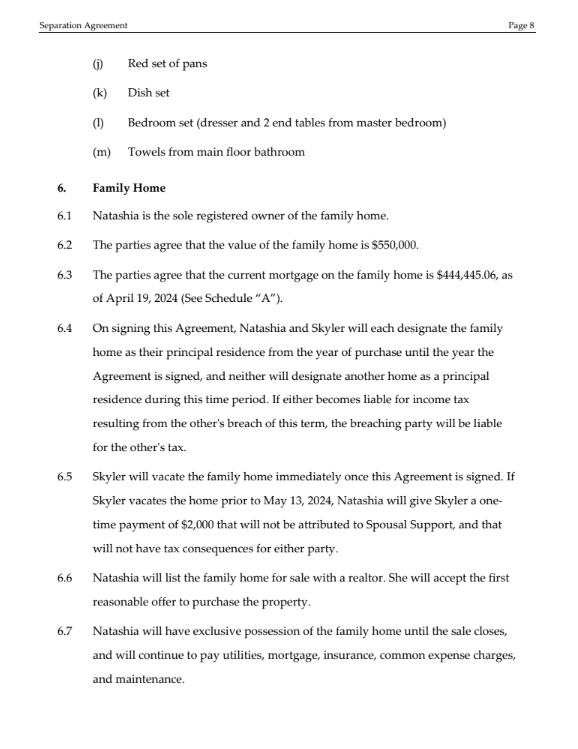 Separation Agreement Page 8
(j) Red set of pans
(k) Dish set
(l) Bedroom set (dresser and 2 end tables from master bedroom)
(m) Towels from main floor bathroom
6. Family Home
6.1 Natashia is the sole registered owner of the family home.
6.2 The parties agree that the value of the family home is $550,000.
6.3 The parties agree that the current mortgage on the family home is $444,445.06, as
of April 19, 2024 (See Schedule “A”).
6.4 On signing this Agreement, Natashia and Skyler will each designate the family
home as their principal residence from the year of purchase until the year the
Agreement is signed, and neither will designate another home as a principal
residence during this time period. If either becomes liable for income tax
resulting from the other's breach of this term, the breaching party will be liable
for the other's tax.
6.5 Skyler will vacate the family home immediately once this Agreement is signed. If
Skyler vacates the home prior to May 13, 2024, Natashia will give Skyler a one-
time payment of $2,000 that will not be attributed to Spousal Support, and that
will not have tax consequences for either party.
6.6 Natashia will list the family home for sale with a realtor. She will accept the first
reasonable offer to purchase the property.
6.7 Natashia will have exclusive possession of the family home until the sale closes,
and will continue to pay utilities, mortgage, insurance, common expense charges,
and maintenance.